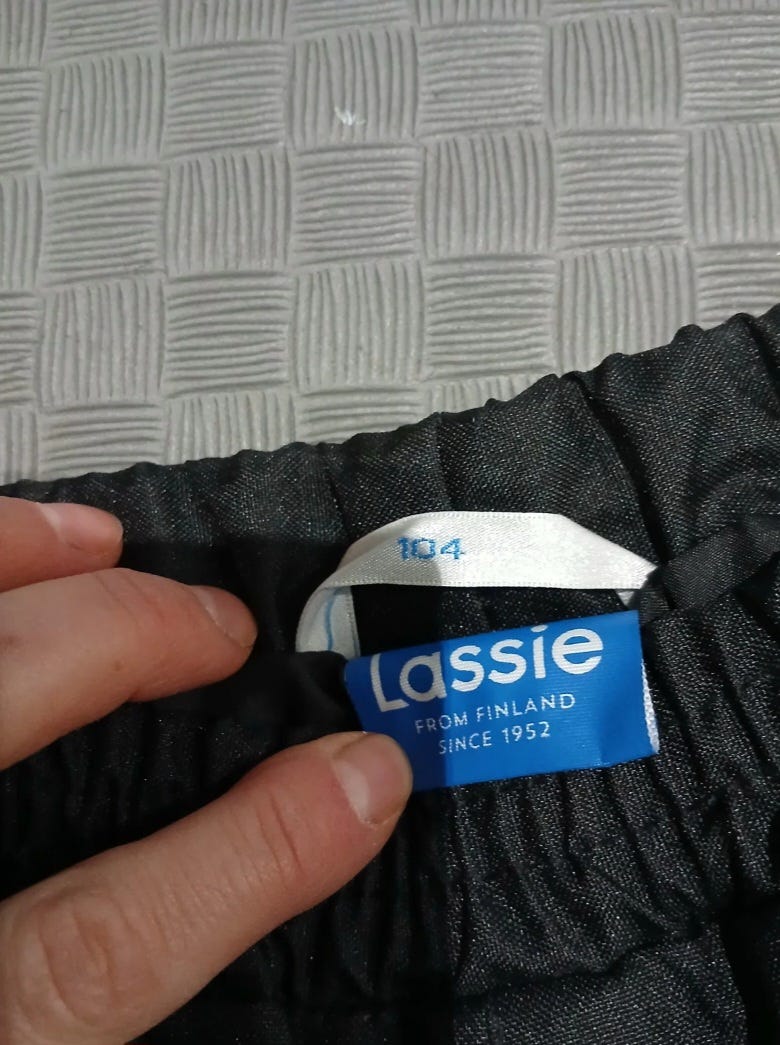 104
Lassie
FROM FINLAND
SINCE 1952